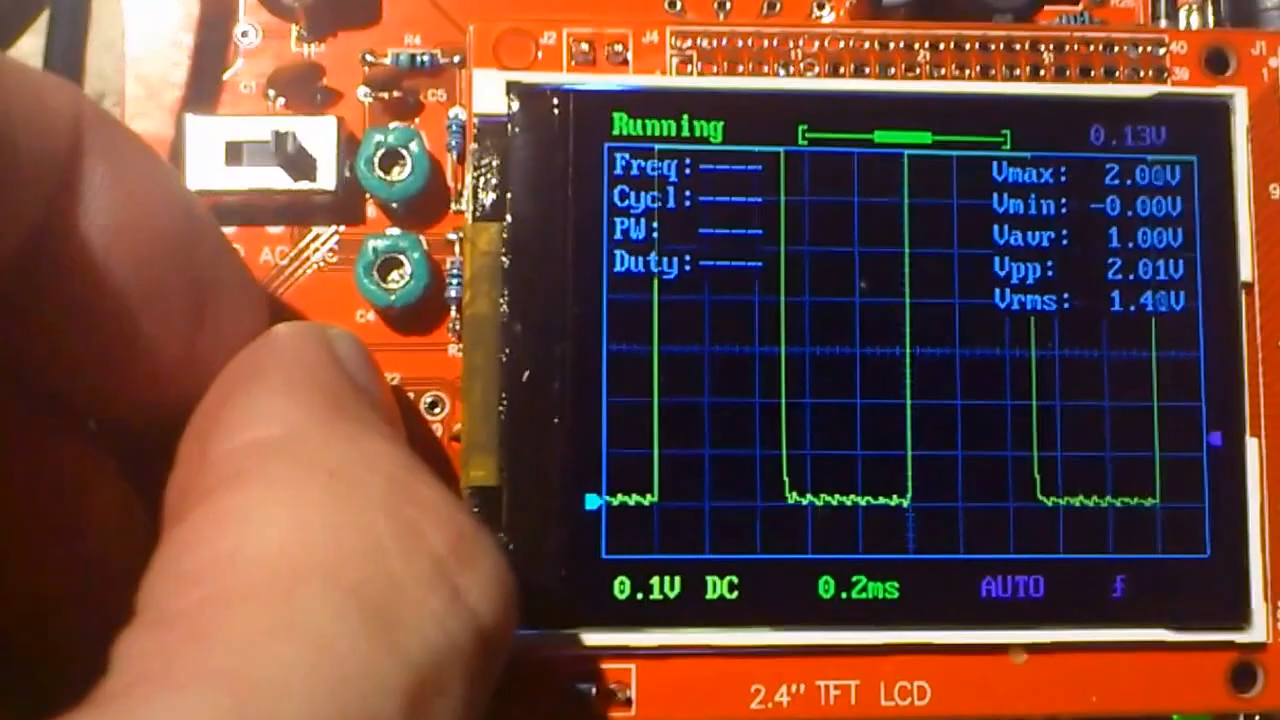 J2
J4
40
J1
R4
39
1
C1
C5
Running
0.13V
Freq:----
Vmax: 2.00V
Cycl:----
Vmin: -0.00V
PW: ----
Vavr: 1.00V
Duty:----
Vpp: 2.01V
Vrms: 1.40V
AC
C4
0.1V DC 0.2ms AUTO
2.4" TFT LCD